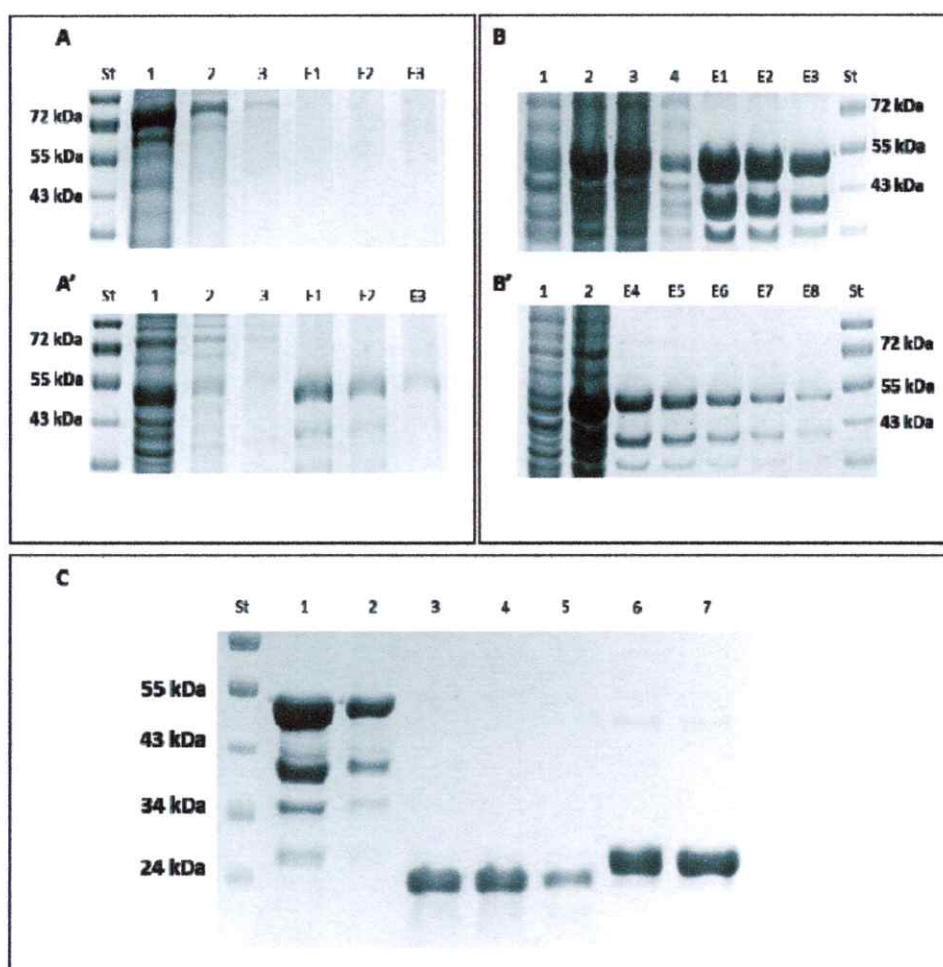 A
St 1 2 3 E1 E2 E3
72 kDa
55 kDa
43 kDa
B
1 2 3 4 E1 E2 E3 St
72 kDa
55 kDa
43 kDa
A'
St 1 2 3 E1 E2 E3
72 kDa
55 kDa
43 kDa
B'
1 2 E4 E5 E6 E7 E8 St
72 kDa
55 kDa
43 kDa
C
St 1 2 3 4 5 6 7
55 kDa
43 kDa
34 kDa
24 kDa